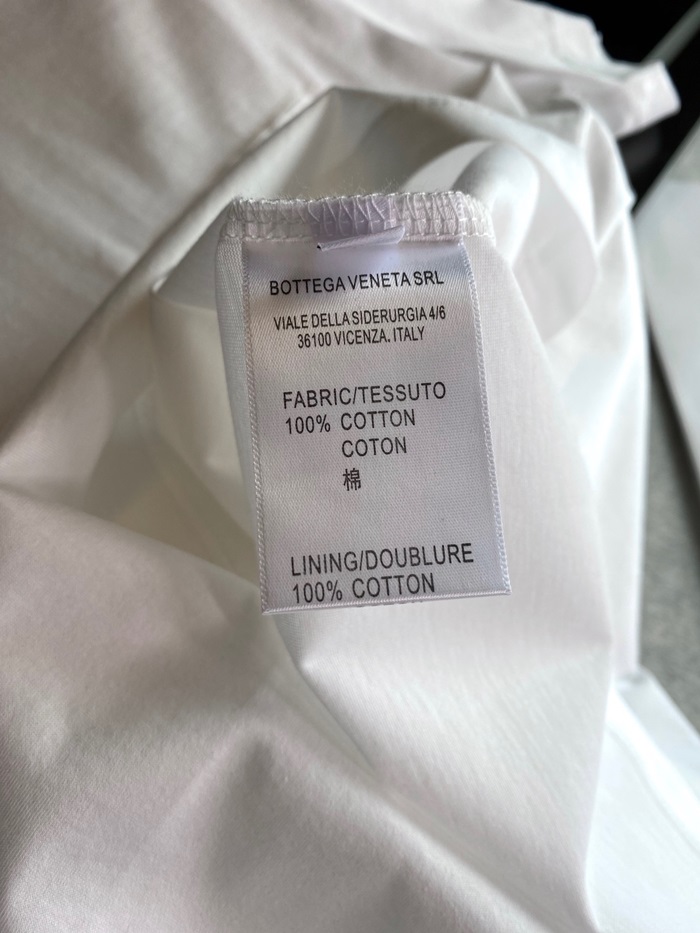 BOTTEGA VENETA SRL
VIALE DELLA SIDERURGIA 4/6
36100 VICENZA. ITALY
FABRIC/TESSUTO
100% COTTON
COTON
棉
LINING/DOUBLURE
100% COTTON